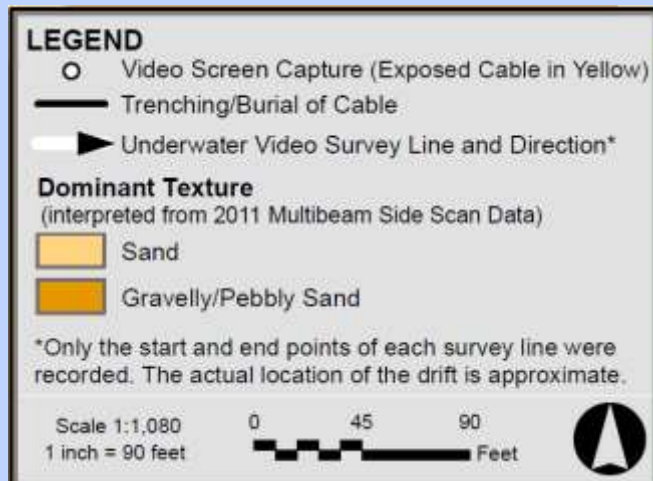 LEGEND
Video Screen Capture (Exposed Cable in Yellow)
Trenching/Burial of Cable
Underwater Video Survey Line and Direction*
Dominant Texture
(interpreted from 2011 Multibeam Side Scan Data)
Sand
Gravelly/Pebbly Sand
*Only the start and end points of each survey line were
recorded. The actual location of the drift is approximate.
Scale 1:1,080
1 inch = 90 feet
0 45 90
Feet